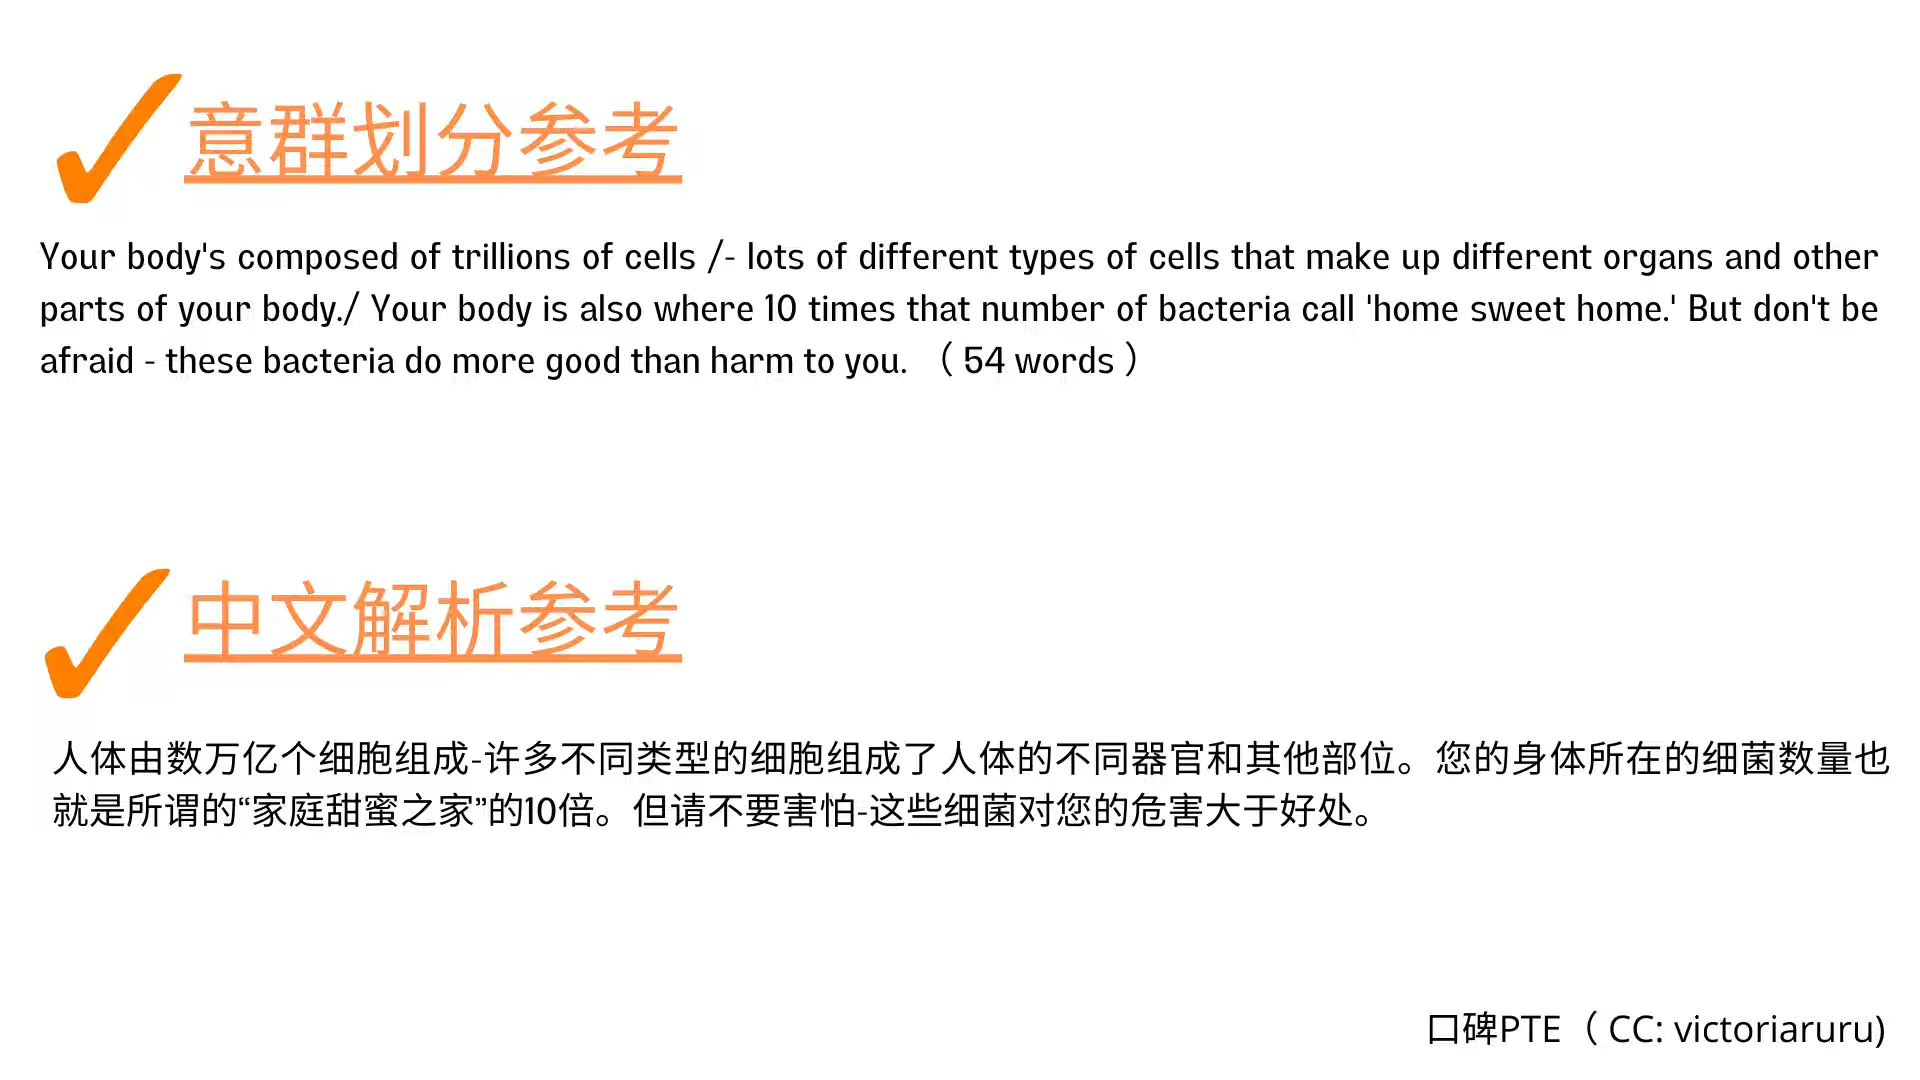 意群划分参考
Your body's composed of trillions of cells /- lots of different types of cells that make up different organs and other
parts of your body./ Your body is also where 10 times that number of bacteria call 'home sweet home.' But don't be
afraid - these bacteria do more good than harm to you. （54 words）
中文解析参考
人体由数万亿个细胞组成-许多不同类型的细胞组成了人体的不同器官和其他部位。您的身体所在的细菌数量也
就是所谓的“家庭甜蜜之家”的10倍。但请不要害怕-这些细菌对您的危害大于好处。
口碑PTE（ CC: victoriaruru)